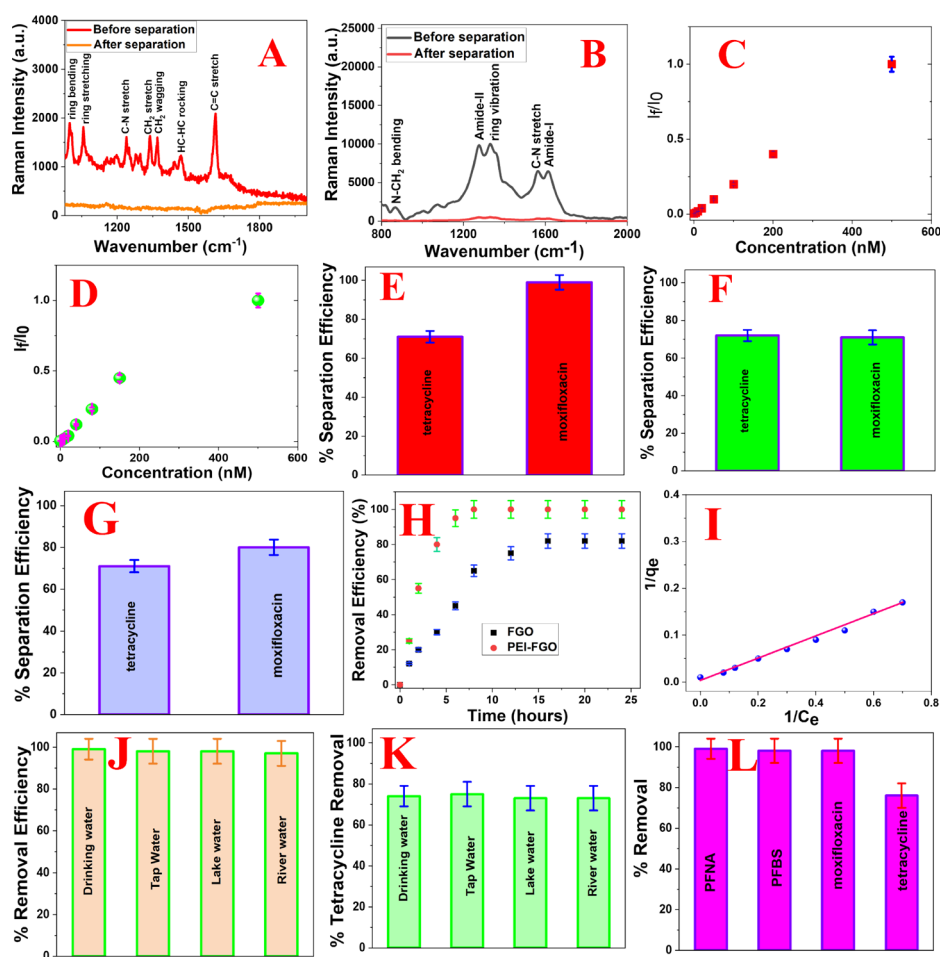 A
Before separation
After separation
Raman Intensity (a.u.)
4000
3000
2000
1000
0
ring bending
ring stretching
C-N stretch
CH2 stretch
CH2 wagging
HC-HC rocking
C=C stretch
1200
1500
1800
Wavenumber (cm-1)
B
Before separation
After separation
Raman Intensity (a.u.)
25000
20000
15000
10000
5000
0
N-CH2 bending
Amide-II
ring vibration
C-N stretch
Amide-I
800
1200
1600
2000
Wavenumber (cm-1)
C
If/I0
1.0
0.5
0.0
0
200
400
600
Concentration (nM)
D
If/I0
1.0
0.5
0.0
0
200
400
600
Concentration (nM)
E
% Separation Efficiency
100
80
60
40
20
0
tetracycline
moxifloxacin
F
% Separation Efficiency
100
80
60
40
20
0
tetracycline
moxifloxacin
G
% Separation Efficiency
100
80
60
40
20
0
tetracycline
moxifloxacin
H
Removal Efficiency (%)
100
80
60
40
20
0
FGO
PEI-FGO
0
5
10
15
20
25
Time (hours)
I
1/qe
0.4
0.3
0.2
0.1
0.0
0.0
0.2
0.4
0.6
0.8
1/Ce
J
% Removal Efficiency
100
80
60
40
20
0
Drinking water
Tap Water
Lake water
River water
K
% Tetracycline Removal
100
80
60
40
20
0
Drinking water
Tap Water
Lake water
River water
L
% Removal
100
80
60
40
20
0
PFNA
PFBS
moxifloxacin
tetracycline